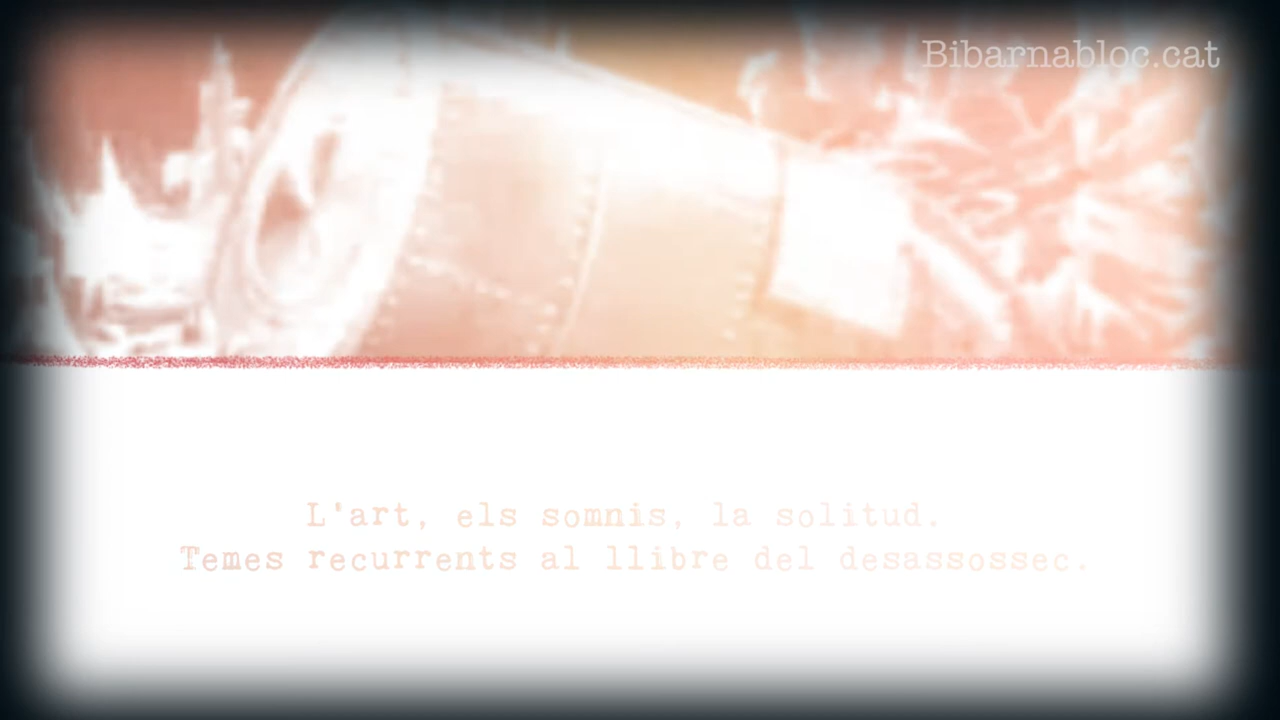 Bibarnabloc.cat
L'art, els somnis, la solitud.
Temes recurrents al llibre del desassossec.